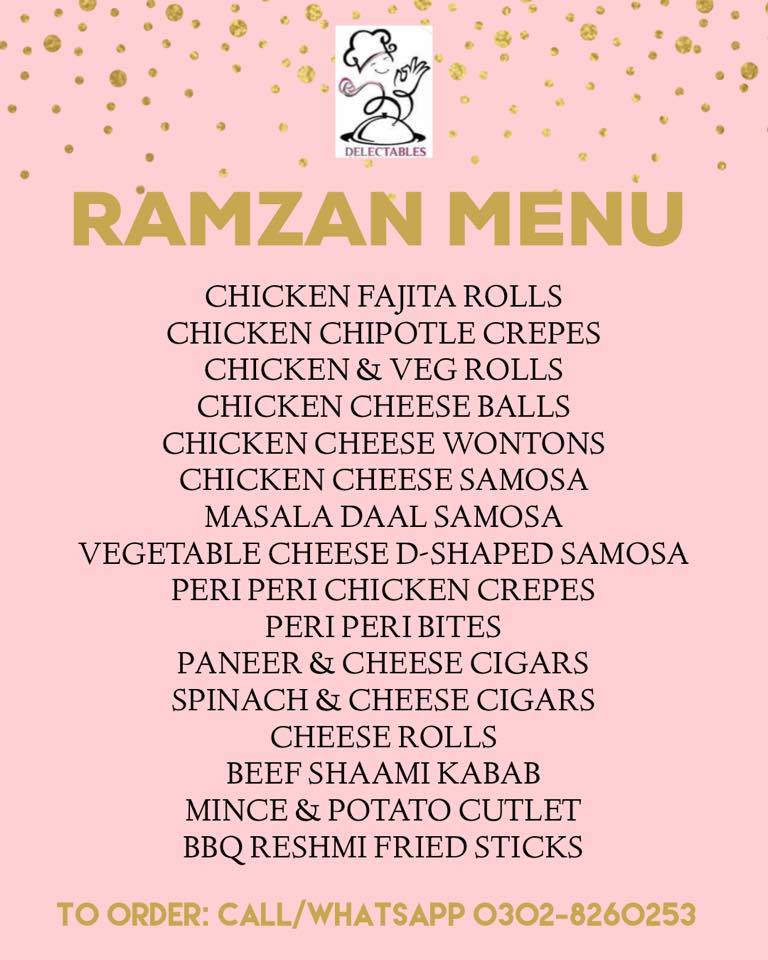 DELECTABLES
RAMZAN MENU
CHICKEN FAJITA ROLLS
CHICKEN CHIPOTLE CREPES
CHICKEN & VEG ROLLS
CHICKEN CHEESE BALLS
CHICKEN CHEESE WONTONS
CHICKEN CHEESE SAMOSA
MASALA DAAL SAMOSA
VEGETABLE CHEESE D-SHAPED SAMOSA
PERI PERI CHICKEN CREPES
PERI PERI BITES
PANEER & CHEESE CIGARS
SPINACH & CHEESE CIGARS
CHEESE ROLLS
BEEF SHAAMI KABAB
MINCE & POTATO CUTLET
BBQ RESHMI FRIED STICKS
TO ORDER: CALL/WHATSAPP 0302-8260253